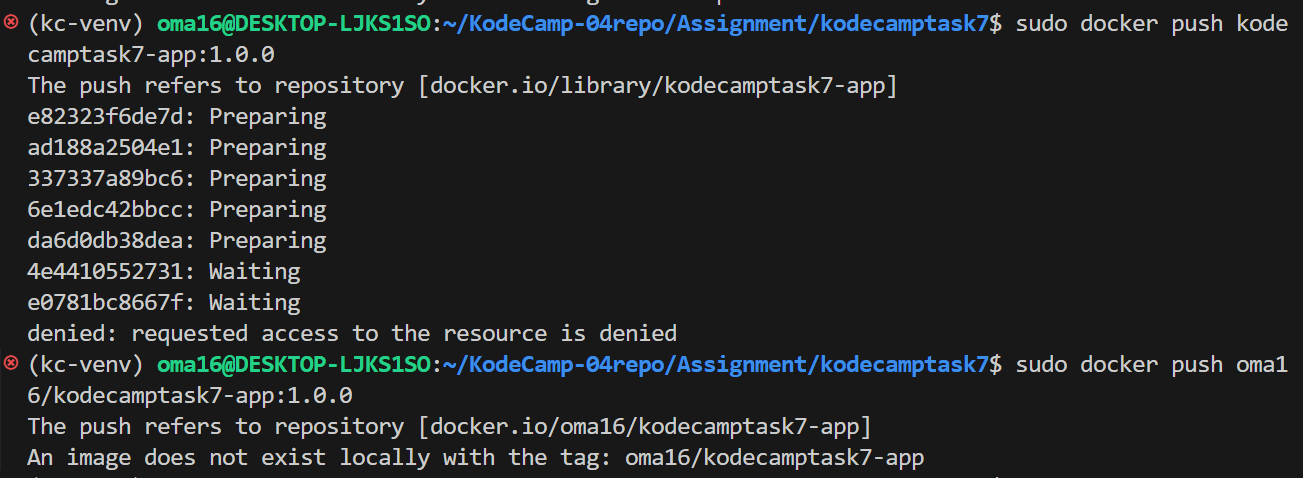 (kc-venv) oma16@DESKTOP-LJKS1SO:~/KodeCamp-04repo/Assignment/kodecamptask7$ sudo docker push kode
camptask7-app:1.0.0
The push refers to repository [docker.io/library/kodecamptask7-app]
e82323f6de7d: Preparing
ad188a2504e1: Preparing
337337a89bc6: Preparing
6e1edc42bbcc: Preparing
da6d0db38dea: Preparing
4e4410552731: Waiting
e0781bc8667f: Waiting
denied: requested access to the resource is denied
(kc-venv) oma16@DESKTOP-LJKS1SO:~/KodeCamp-04repo/Assignment/kodecamptask7$ sudo docker push oma1
6/kodecamptask7-app:1.0.0
The push refers to repository [docker.io/oma16/kodecamptask7-app]
An image does not exist locally with the tag: oma16/kodecamptask7-app